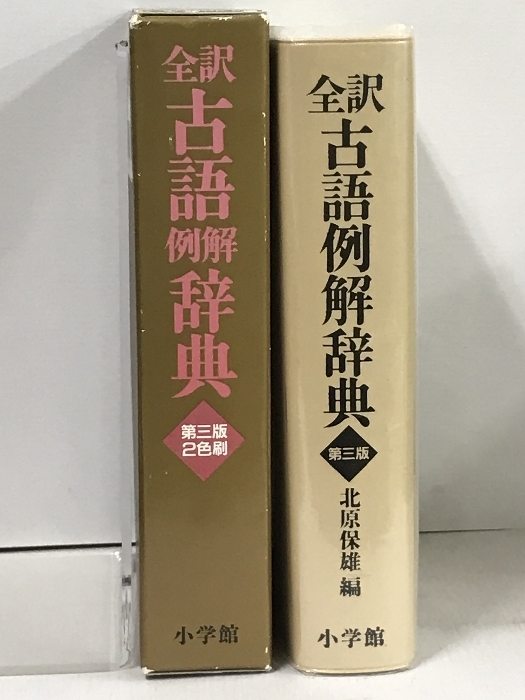 全訳
古語
例解
辞典
第三版
2色刷
小学館
全訳
古語例解辞典
第三版
北原保雄 編
小学館